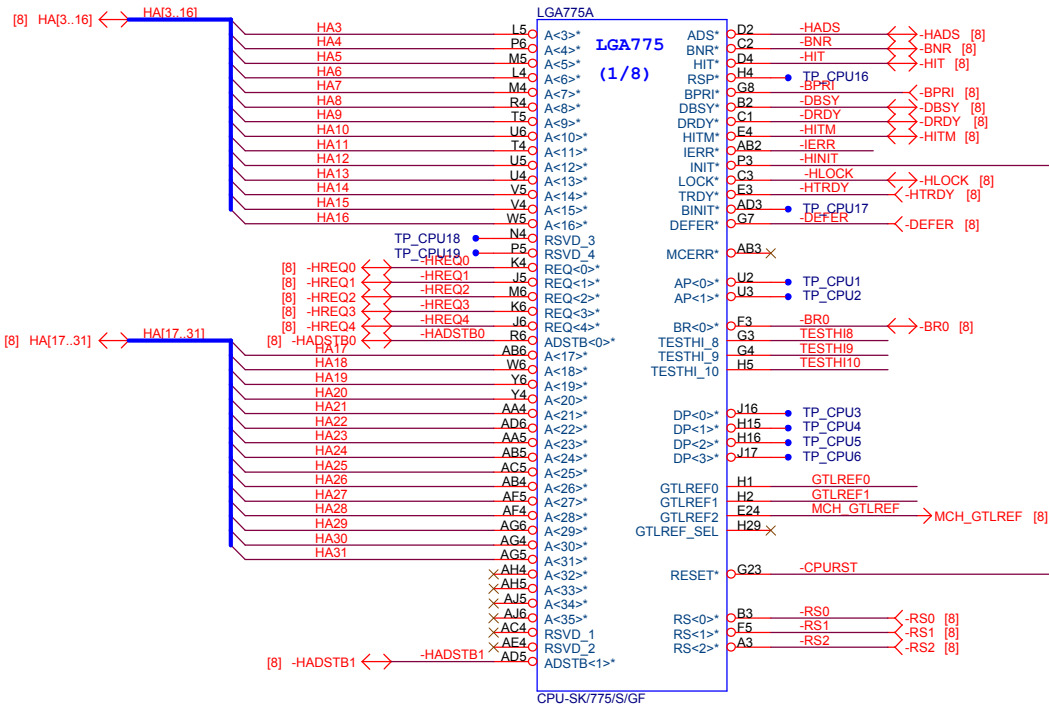 LGA775A
LGA775
(1/8)
[8] HA[3..16] HA[3..16]
HA3 L5 A<3>*
HA4 P6 A<4>*
HA5 M5 A<5>*
HA6 L4 A<6>*
HA7 M4 A<7>*
HA8 R4 A<8>*
HA9 T5 A<9>*
HA10 U6 A<10>*
HA11 T4 A<11>*
HA12 U5 A<12>*
HA13 U4 A<13>*
HA14 V5 A<14>*
HA15 V4 A<15>*
HA16 W5 A<16>*
TP_CPU18 N4 RSVD_3
TP_CPU19 P5 RSVD_4
[8] -HREQ0 -HREQ0 K4 REQ<0>*
[8] -HREQ1 -HREQ1 J5 REQ<1>*
[8] -HREQ2 -HREQ2 M6 REQ<2>*
[8] -HREQ3 -HREQ3 K6 REQ<3>*
[8] -HREQ4 -HREQ4 J6 REQ<4>*
[8] -HADSTB0 -HADSTB0 R6 ADSTB<0>*
[8] HA[17..31] HA[17..31]
HA17 AB6 A<17>*
HA18 W6 A<18>*
HA19 Y6 A<19>*
HA20 Y4 A<20>*
HA21 AA4 A<21>*
HA22 AD6 A<22>*
HA23 AA5 A<23>*
HA24 AB5 A<24>*
HA25 AC5 A<25>*
HA26 AB4 A<26>*
HA27 AF5 A<27>*
HA28 AF4 A<28>*
HA29 AG6 A<29>*
HA30 AG4 A<30>*
HA31 AG5 A<31>*
AH4 A<32>*
AH5 A<33>*
AJ5 A<34>*
AJ6 A<35>*
AC4 RSVD_1
AE4 RSVD_2
[8] -HADSTB1 -HADSTB1 AD5 ADSTB<1>*
ADS* D2 -HADS -HADS [8]
BNR* C2 -BNR -BNR [8]
HIT* D4 -HIT -HIT [8]
RSP* H4 TP_CPU16
BPRI* G8 -BPRI -BPRI [8]
DBSY* B2 -DBSY -DBSY [8]
DRDY* C1 -DRDY -DRDY [8]
HITM* E4 -HITM -HITM [8]
IERR* AB2 -IERR
INIT* P3 -HINIT
LOCK* C3 -HLOCK -HLOCK [8]
TRDY* E3 -HTRDY -HTRDY [8]
BINIT* AD3 TP_CPU17
DEFER* G7 -DEFER -DEFER [8]
MCERR* AB3
AP<0>* U2 TP_CPU1
AP<1>* U3 TP_CPU2
BR<0>* F3 -BR0 -BR0 [8]
TESTHI_8 G3 TESTHI8
TESTHI_9 G4 TESTHI9
TESTHI_10 H5 TESTHI10
DP<0>* J16 TP_CPU3
DP<1>* H15 TP_CPU4
DP<2>* H16 TP_CPU5
DP<3>* J17 TP_CPU6
GTLREF0 H1 GTLREF0
GTLREF1 H2 GTLREF1
GTLREF2 E24 MCH_GTLREF MCH_GTLREF [8]
GTLREF_SEL H29
RESET* G23 -CPURST
RS<0>* B3 -RS0 -RS0 [8]
RS<1>* F5 -RS1 -RS1 [8]
RS<2>* A3 -RS2 -RS2 [8]
CPU-SK/775/S/GF